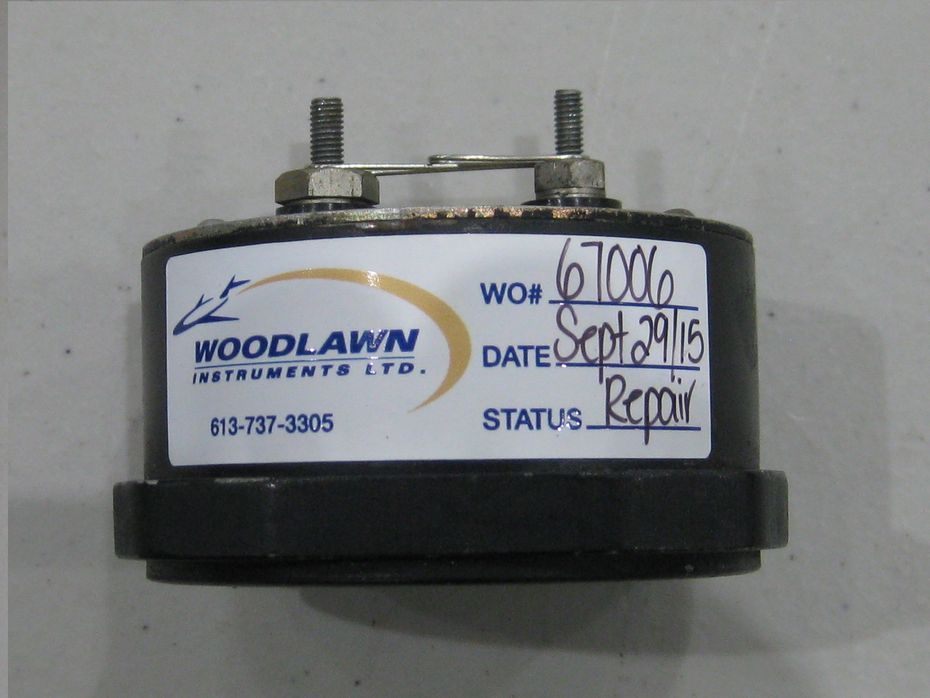 WOODLAWN
INSTRUMENTS LTD.
613-737-3305
WO# 67006
DATE Sept 29/15
STATUS Repair